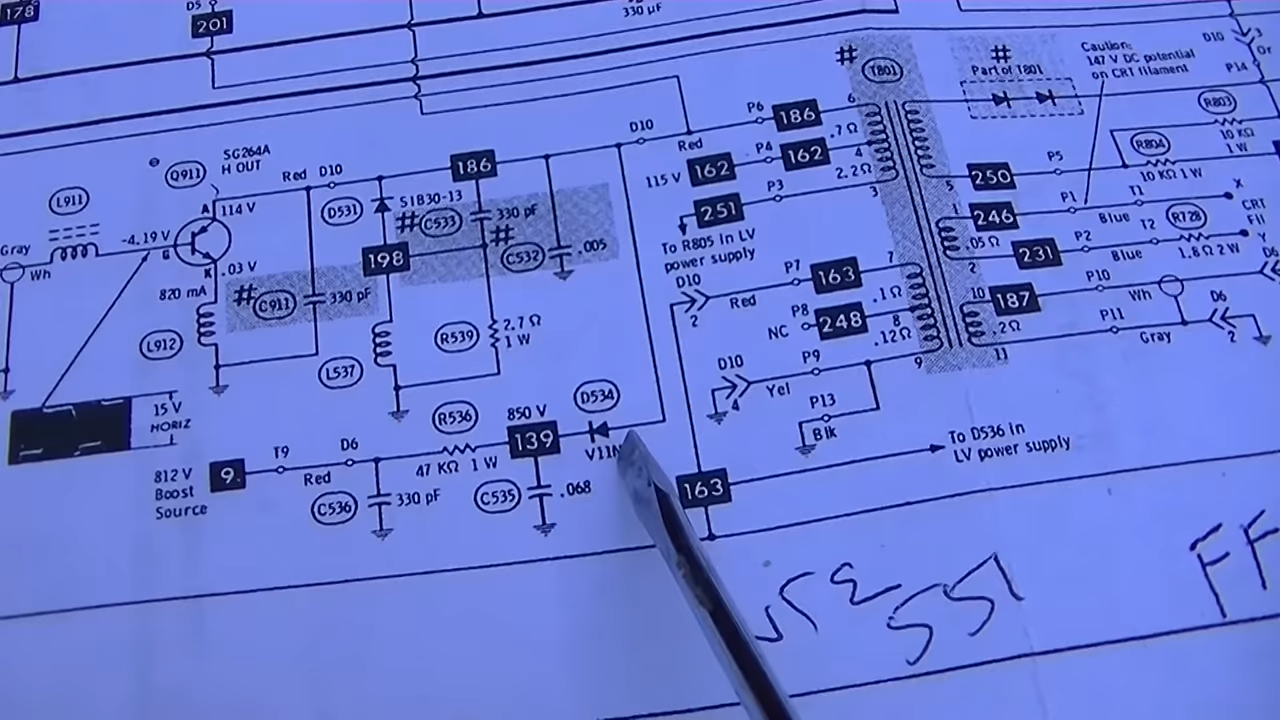 178
D5
201
330 µF
#
T801
#
Part of T801
Caution:
147 V DC potential
on CRT filament
D10
3
Or
P14
R803
10 KΩ
1 W
R804
10 KΩ 1 W
SG264A
H OUT
Q911
Red D10
186
D10
Red
P6
186
6
.7 Ω
P4
162
4
115 V
162
2.2Ω
P3
3
251
To R805 in LV
power supply
5
250
P5
246
1
P1
T1
Blue
X
CRT
Fil
Y
.05 Ω
2
231
P2
T2
Blue
R728
1.8 Ω 2 W
L911
A
114 V
-4.19 V
G
K
.03 V
Gray
Wh
D531
S1B30-13
#
C533
330 pF
#
C532
.005
198
820 mA
#
C911
330 pF
L912
L537
R539
2.7 Ω
1 W
D10
2
Red
P7
163
7
.1Ω
P8
NC
248
8
.12Ω
9
D10
4
Yel
P9
P13
Blk
10
187
P10
Wh
.2Ω
11
P11
Gray
D6
2
15 V
HORIZ
R536
47 KΩ 1 W
850 V
139
D534
812 V
Boost
Source
9
T9
Red
D6
C536
330 pF
C535
.068
163
To D536 in
LV power supply